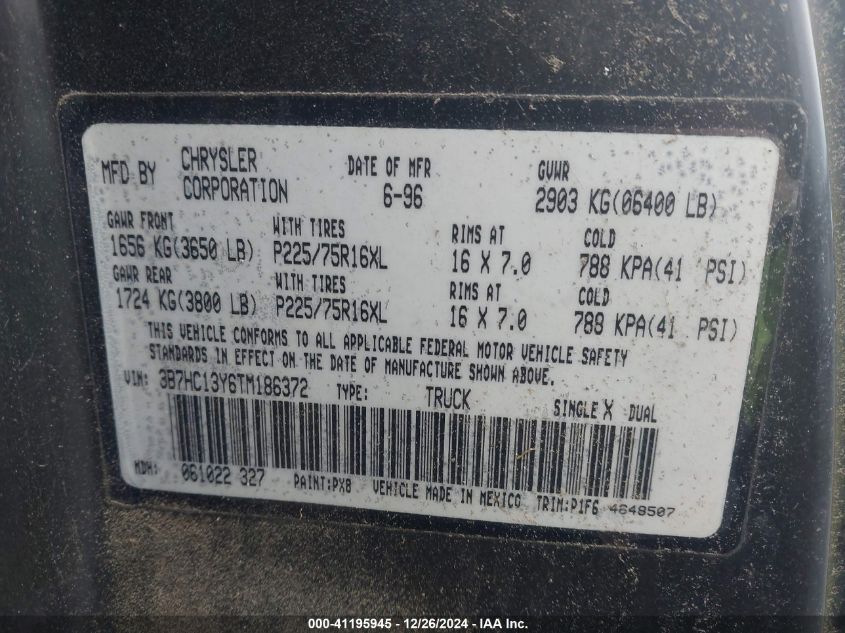 MFD BY CHRYSLER CORPORATION DATE OF MFR 6-96 GVWR 2903 KG(06400 LB)
GAWR FRONT WITH TIRES RIMS AT COLD
1656 KG(3650 LB) P225/75R16XL 16 X 7.0 788 KPA(41 PSI)
GAWR REAR WITH TIRES RIMS AT COLD
1724 KG(3800 LB) P225/75R16XL 16 X 7.0 788 KPA(41 PSI)
THIS VEHICLE CONFORMS TO ALL APPLICABLE FEDERAL MOTOR VEHICLE SAFETY
STANDARDS IN EFFECT ON THE DATE OF MANUFACTURE SHOWN ABOVE.
VIN: 3B7HC13Y6TM186372 TYPE: TRUCK SINGLE X DUAL
MDH: 061022 327 PAINT:PX8 VEHICLE MADE IN MEXICO TRIM:P1F6 4648507
000-41195945 - 12/26/2024 - IAA Inc.